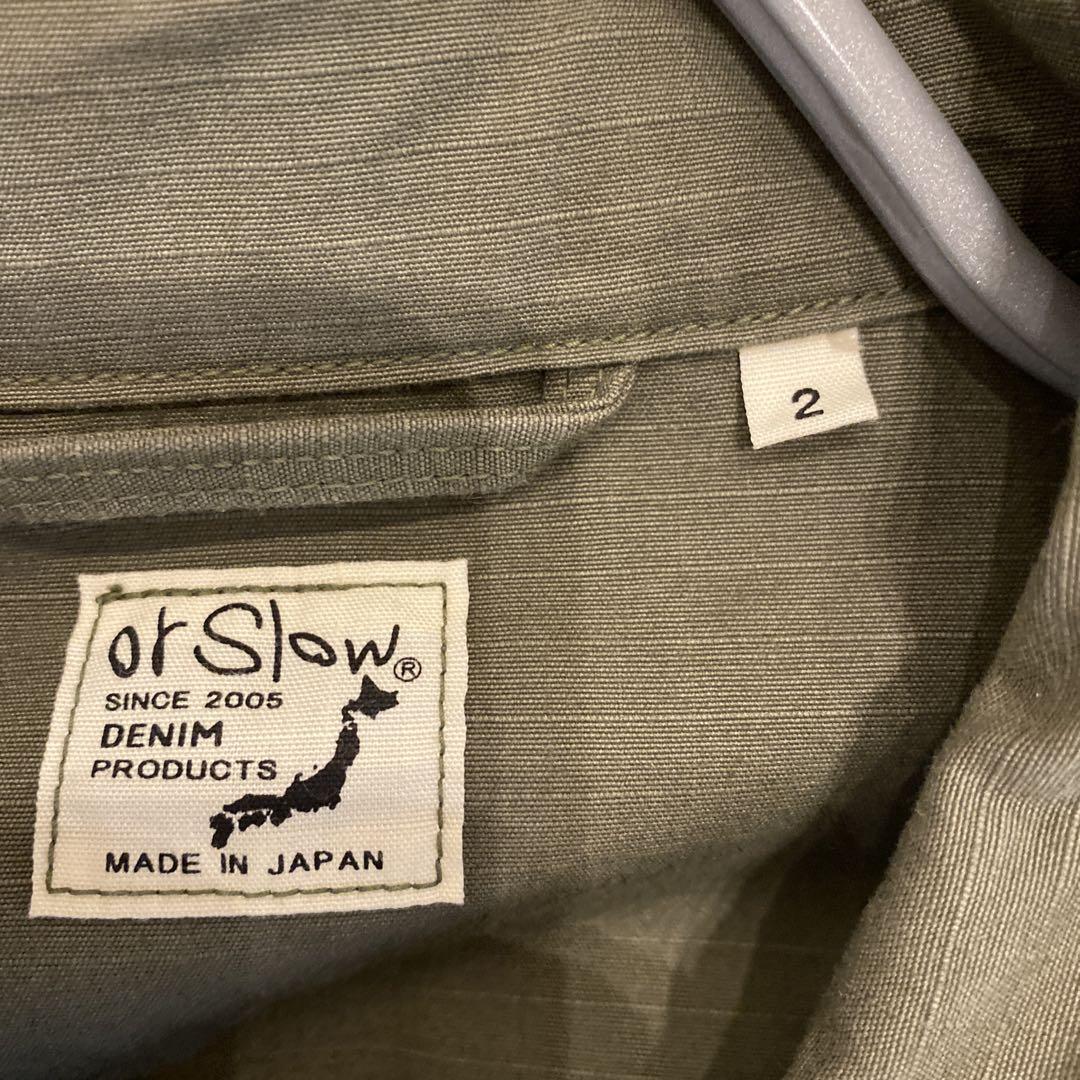 2
orSlow®
SINCE 2005
DENIM
PRODUCTS
MADE IN JAPAN